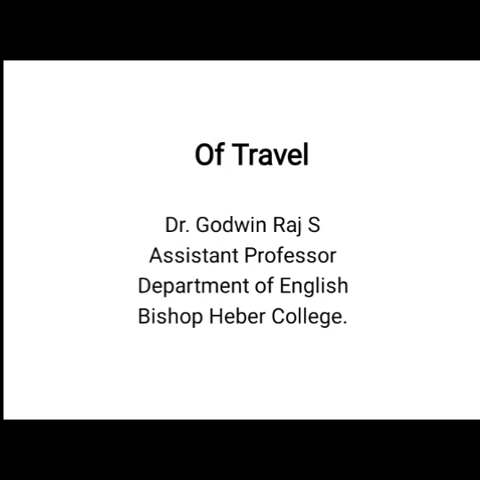 Of Travel
Dr. Godwin Raj S
Assistant Professor
Department of English
Bishop Heber College.